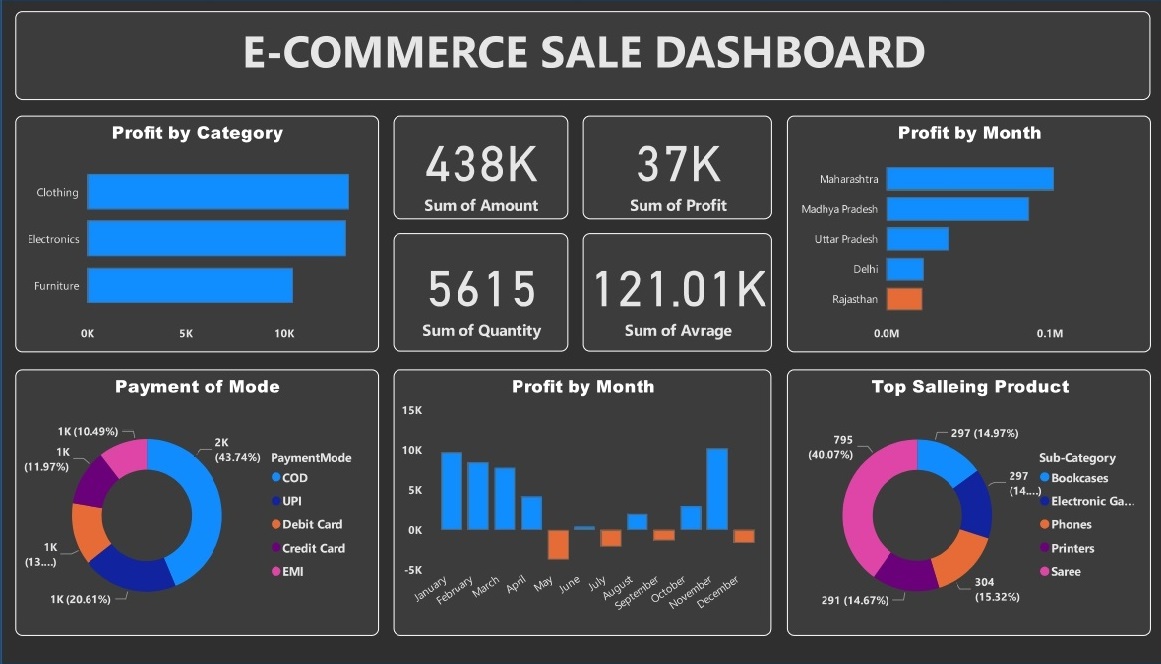 E-COMMERCE SALE DASHBOARD
Profit by Category
Clothing
Electronics
Furniture
0K 5K 10K
438K
Sum of Amount
37K
Sum of Profit
5615
Sum of Quantity
121.01K
Sum of Avrage
Profit by Month
Maharashtra
Madhya Pradesh
Uttar Pradesh
Delhi
Rajasthan
0.0M 0.1M
Payment of Mode
1K (10.49%)
1K
(11.97%)
1K
(13....)
1K (20.61%)
2K
(43.74%)
PaymentMode
COD
UPI
Debit Card
Credit Card
EMI
Profit by Month
15K
10K
5K
0K
-5K
January
February
March
April
May
June
July
August
September
October
November
December
Top Salleing Product
795
(40.07%)
297 (14.97%)
297
(14....)
304
(15.32%)
291 (14.67%)
Sub-Category
Bookcases
Electronic Ga...
Phones
Printers
Saree